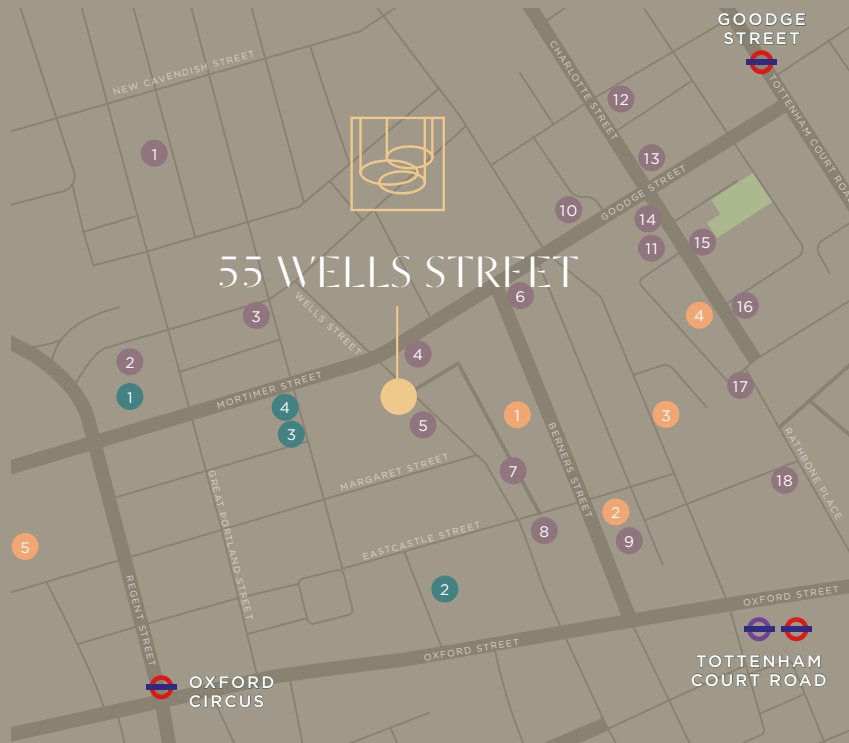 GOODGE
STREET
NEW CAVENDISH STREET
CHARLOTTE STREET
TOTTENHAM COURT ROAD
12
1
13
GOODGE STREET
10
14
11
15
55 WELLS STREET
6
16
4
3
WELLS STREET
4
2
17
1
MORTIMER STREET
4
3
5
1
3
BERNERS STREET
RATHBONE PLACE
MARGARET STREET
7
18
GREAT PORTLAND STREET
2
8
9
EASTCASTLE STREET
5
2
REGENT STREET
OXFORD STREET
OXFORD STREET
OXFORD
CIRCUS
TOTTENHAM
COURT ROAD